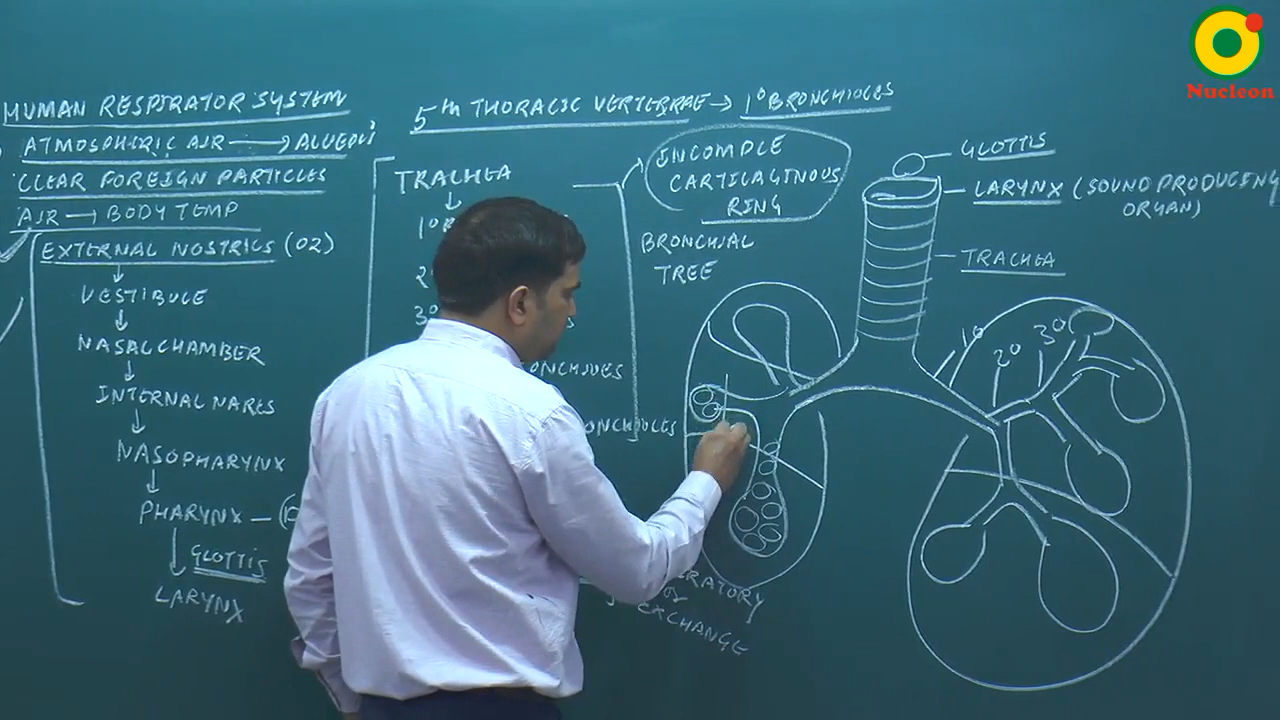 HUMAN RESPIRATOR SYSTEM
ATMOSPHERIC AIR → ALVEOLI
CLEAR FOREIGN PARTICLES
AIR → BODY TEMP
EXTERNAL NOSTRILS (02)
↓
VESTIBULE
↓
NASAL CHAMBER
↓
INTERNAL NARES
↓
NASOPHARYNX
↓
PHARYNX —
↓ GLOTTIS
LARYNX
5th THORACIC VERTEBRAE → 1° BRONCHIOLES
TRACHEA
↓
INCOMPLE
CARTILAGINOUS
RING
BRONCHIAL
TREE
GLOTTIS
LARYNX (SOUND PRODUCING
ORGAN)
TRACHEA
1°
2°
3°
EXCHANGE
Nucleon